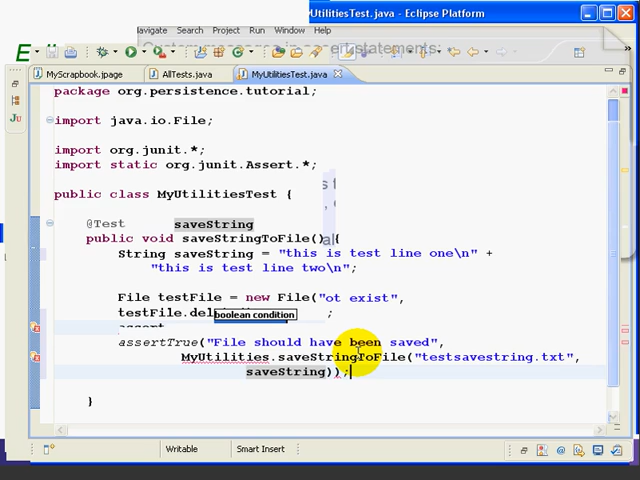 MyUtilitiesTest.java - Eclipse Platform
Navigate Search Project Run Window Help
MyScrapbook.jpage AllTests.java MyUtilitiesTest.java
package org.persistence.tutorial;
import java.io.File;
import org.junit.*;
import static org.junit.Assert.*;
public class MyUtilitiesTest {
@Test saveString
public void saveStringToFile() {
String saveString = "this is test line one\n" +
"this is test line two\n";
File testFile = new File("ot exist",
testFile.del ;
boolean condition
assert
assertTrue("File should have been saved",
MyUtilities.saveStringToFile("testsavestring.txt",
saveString));
}
Writable Smart Insert